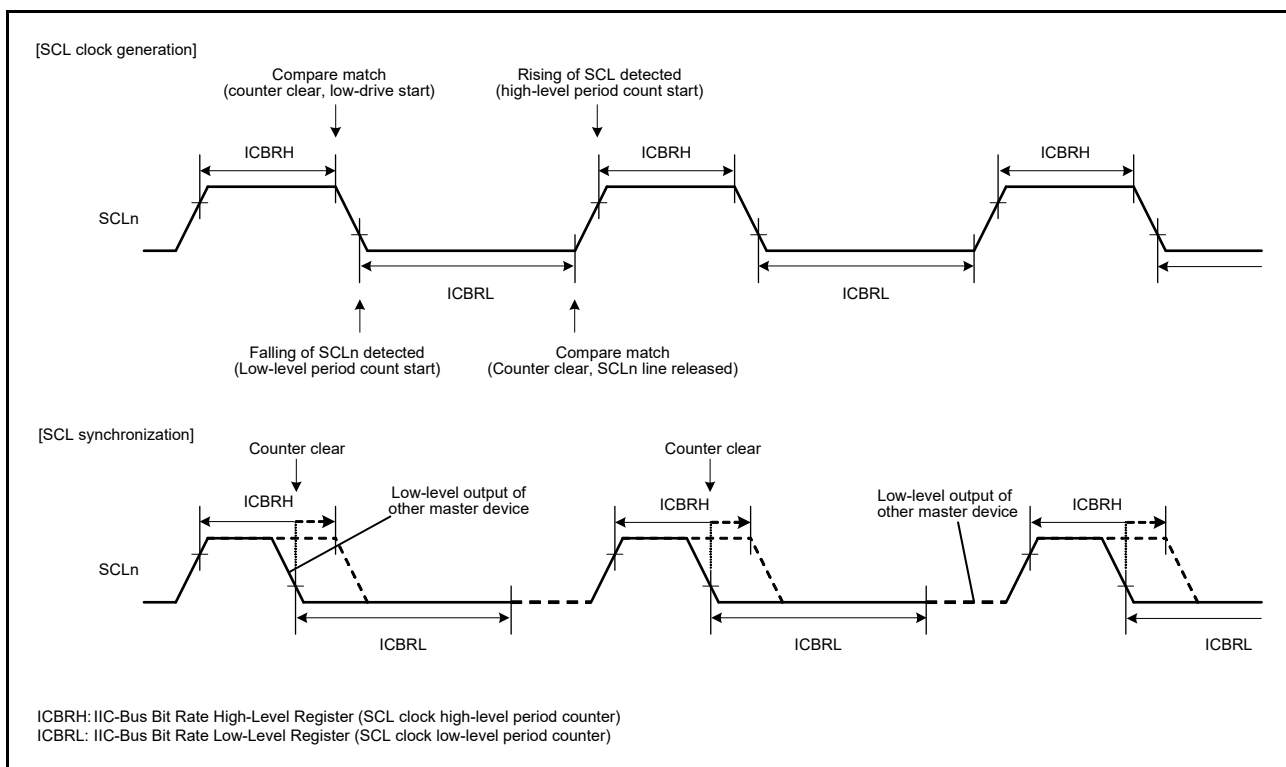 [SCL clock generation]
Compare match
(counter clear, low-drive start)
Rising of SCL detected
(high-level period count start)
ICBRH
ICBRH
ICBRH
SCLn
ICBRL
ICBRL
Falling of SCLn detected
(Low-level period count start)
Compare match
(Counter clear, SCLn line released)
[SCL synchronization]
Counter clear
Counter clear
ICBRH
Low-level output of
other master device
ICBRH
Low-level output of
other master device
ICBRH
SCLn
ICBRL
ICBRL
ICBRL
ICBRH: IIC-Bus Bit Rate High-Level Register (SCL clock high-level period counter)
ICBRL: IIC-Bus Bit Rate Low-Level Register (SCL clock low-level period counter)